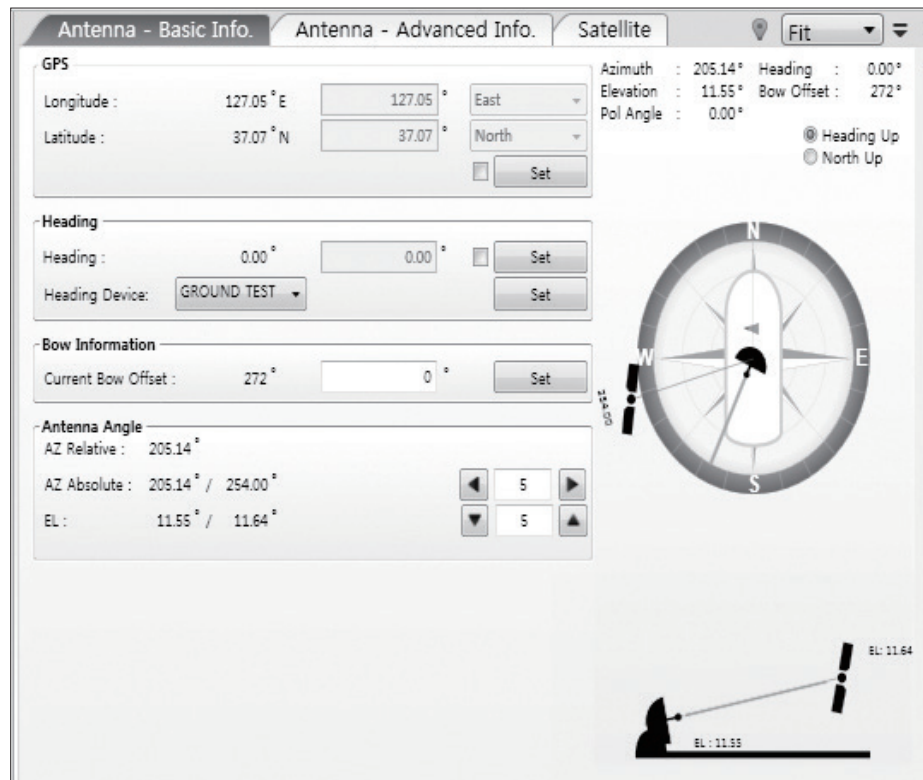 Antenna - Basic Info. Antenna - Advanced Info. Satellite Fit
GPS
Longitude : 127.05 ° E 127.05 ° East
Latitude : 37.07 ° N 37.07 ° North
Set
Heading
Heading : 0.00 ° 0.00 ° Set
Heading Device: GROUND TEST Set
Bow Information
Current Bow Offset : 272 ° 0 ° Set
Antenna Angle
AZ Relative : 205.14 °
AZ Absolute : 205.14 ° / 254.00 ° 5
EL : 11.55 ° / 11.64 ° 5
Azimuth : 205.14° Heading : 0.00°
Elevation : 11.55° Bow Offset : 272°
Pol Angle : 0.00°
Heading Up
North Up
N
W
E
S
254.00
EL: 11.64
EL : 11.55